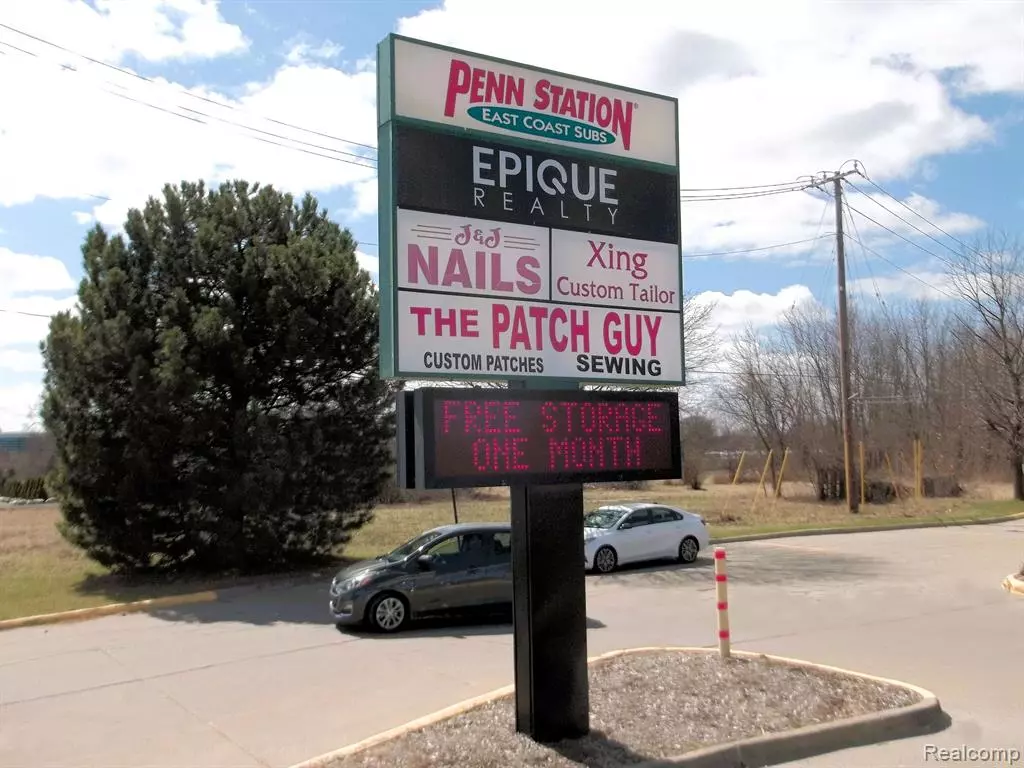 PENN STATION®
EAST COAST SUBS
EPIQUE
REALTY
J&J
NAILS
Xing
Custom Tailor
THE PATCH GUY
CUSTOM PATCHES SEWING
FREE STORAGE
ONE MONTH
Realcomp